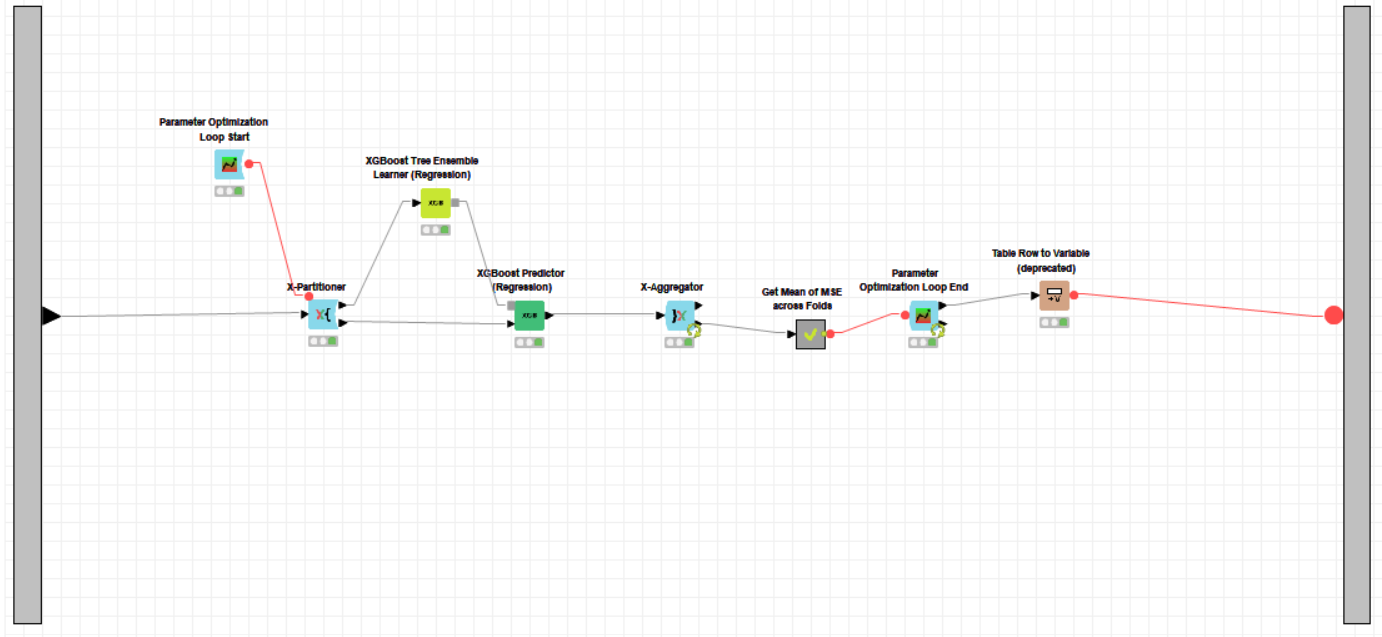 Parameter Optimization
Loop Start
XGBoost Tree Ensemble
Learner (Regression)
X-Partitioner
XGBoost Predictor
(Regression)
X-Aggregator
Get Mean of MSE
across Folds
Parameter
Optimization Loop End
Table Row to Variable
(deprecated)